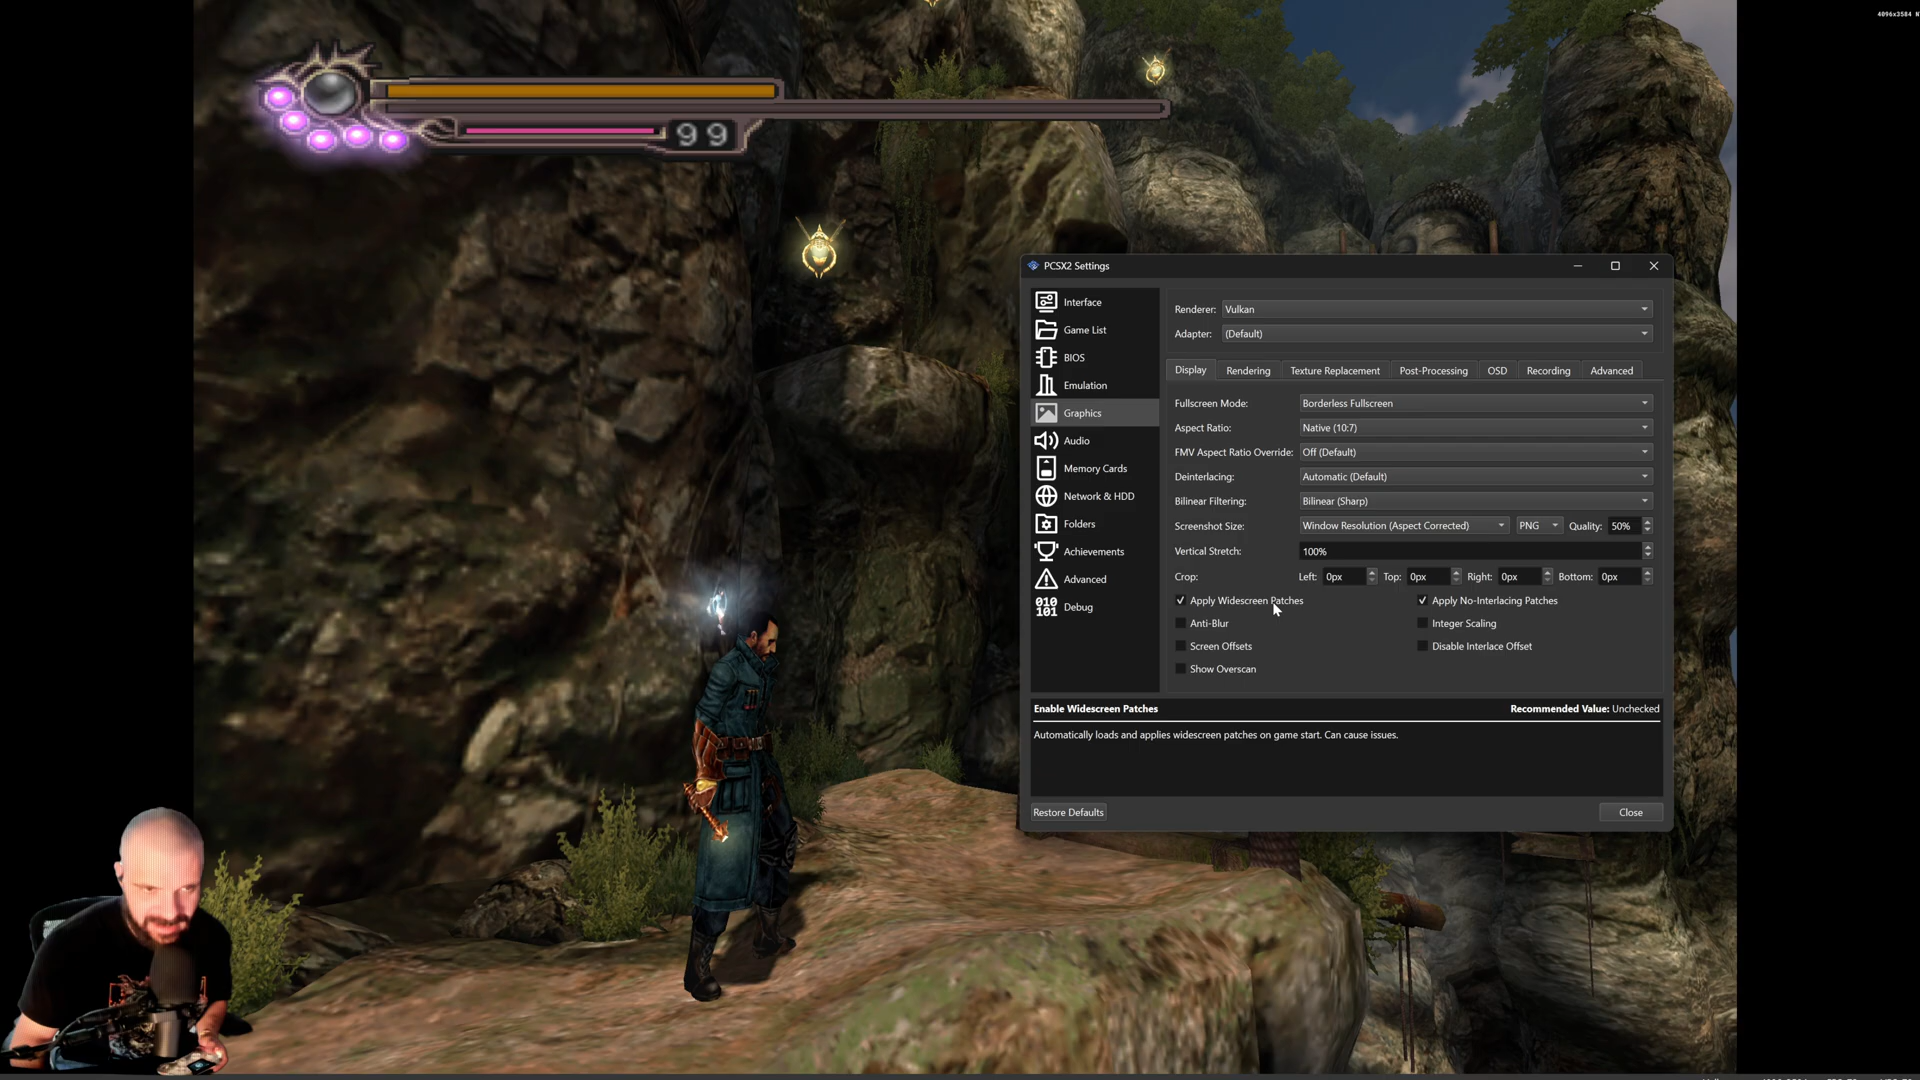 4096x3584 N
99
PCSX2 Settings
Interface
Game List
BIOS
Emulation
Graphics
Audio
Memory Cards
Network & HDD
Folders
Achievements
Advanced
Debug
Renderer: Vulkan
Adapter: (Default)
Display Rendering Texture Replacement Post-Processing OSD Recording Advanced
Fullscreen Mode: Borderless Fullscreen
Aspect Ratio: Native (10:7)
FMV Aspect Ratio Override: Off (Default)
Deinterlacing: Automatic (Default)
Bilinear Filtering: Bilinear (Sharp)
Screenshot Size: Window Resolution (Aspect Corrected) PNG Quality: 50%
Vertical Stretch: 100%
Crop: Left: 0px Top: 0px Right: 0px Bottom: 0px
Apply Widescreen Patches Apply No-Interlacing Patches
Anti-Blur Integer Scaling
Screen Offsets Disable Interlace Offset
Show Overscan
Enable Widescreen Patches Recommended Value: Unchecked
Automatically loads and applies widescreen patches on game start. Can cause issues.
Restore Defaults Close